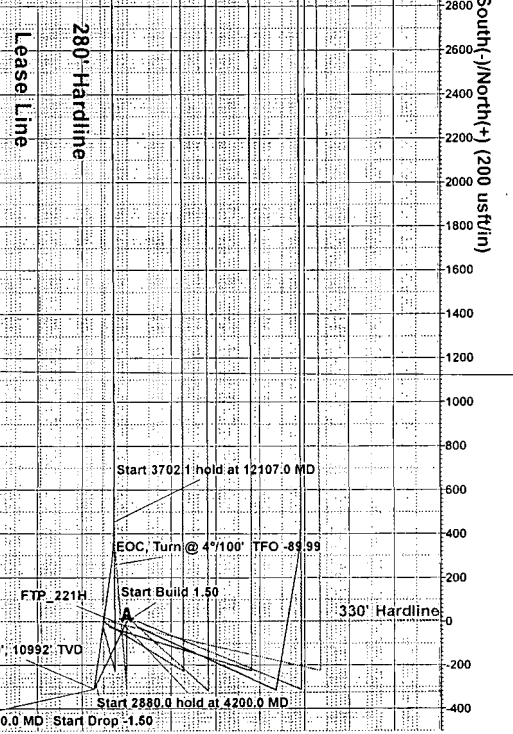 2800
2600
2400
2200
2000
1800
1600
1400
1200
1000
800
600
400
200
0
-200
-400
South(-)/North(+) (200 usft/in)
280' Hardline
Lease Line
Start 3702.1 hold at 12107.0 MD
EOC, Turn @ 4°/100' TFO -89.99
FTP_221H
Start Build 1.50
A
330' Hardline
', 10992' TVD
Start 2880.0 hold at 4200.0 MD
0.0 MD Start Drop -1.50